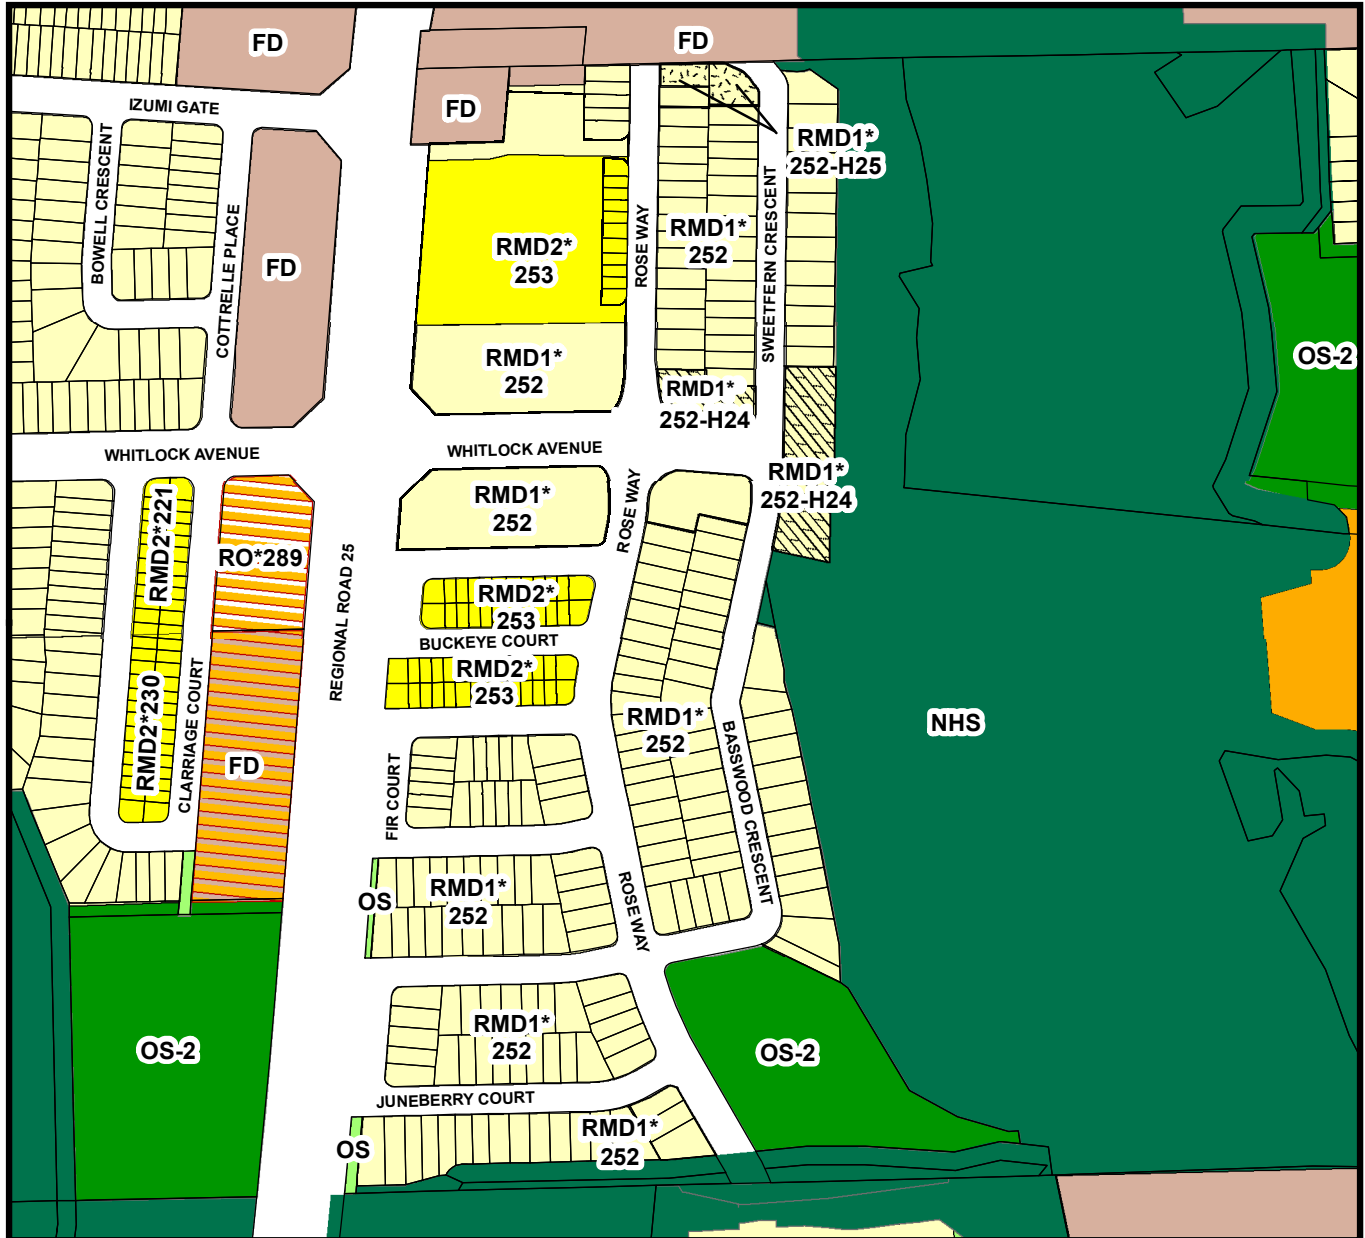 FD
FD
IZUMI GATE
FD
RMD1*
252-H25
BOWELL CRESCENT
COTTRELLE PLACE
FD
RMD2*
253
ROSE WAY
RMD1*
252
SWEETFERN CRESCENT
OS-2
RMD1*
252
RMD1*
252-H24
WHITLOCK AVENUE
WHITLOCK AVENUE
RMD1*
252-H24
RMD2*221
RO*289
REGIONAL ROAD 25
RMD1*
252
ROSE WAY
RMD2*
253
BUCKEYE COURT
RMD2*
253
RMD2*230
CLARRIAGE COURT
FD
FIR COURT
RMD1*
252
BASSWOOD CRESCENT
NHS
OS
RMD1*
252
ROSE WAY
OS-2
RMD1*
252
OS-2
JUNEBERRY COURT
OS
RMD1*
252